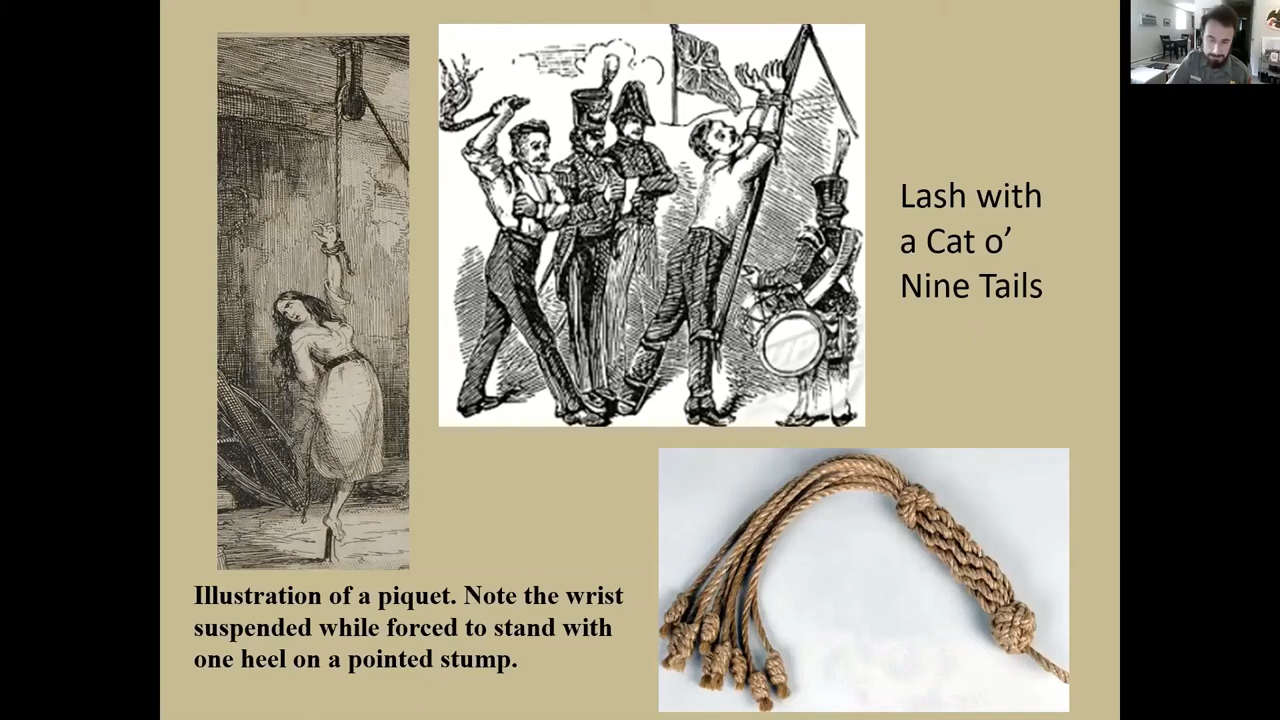 Lash with
a Cat o’
Nine Tails
Illustration of a piquet. Note the wrist
suspended while forced to stand with
one heel on a pointed stump.